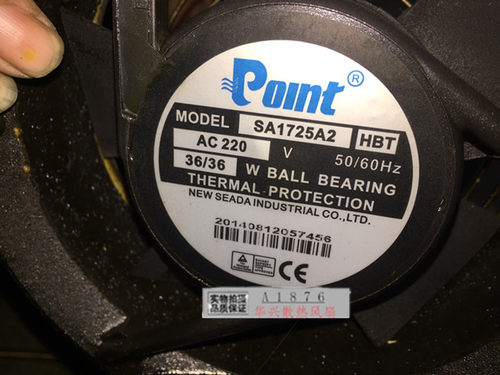 Point ®
MODEL SA1725A2 HBT
AC 220 V 50/60Hz
36/36 W BALL BEARING
THERMAL PROTECTION
NEW SEADA INDUSTRIAL CO.,LTD.
20140812057456
CE
实物拍摄 A1876
品质保证 华兴散热风扇